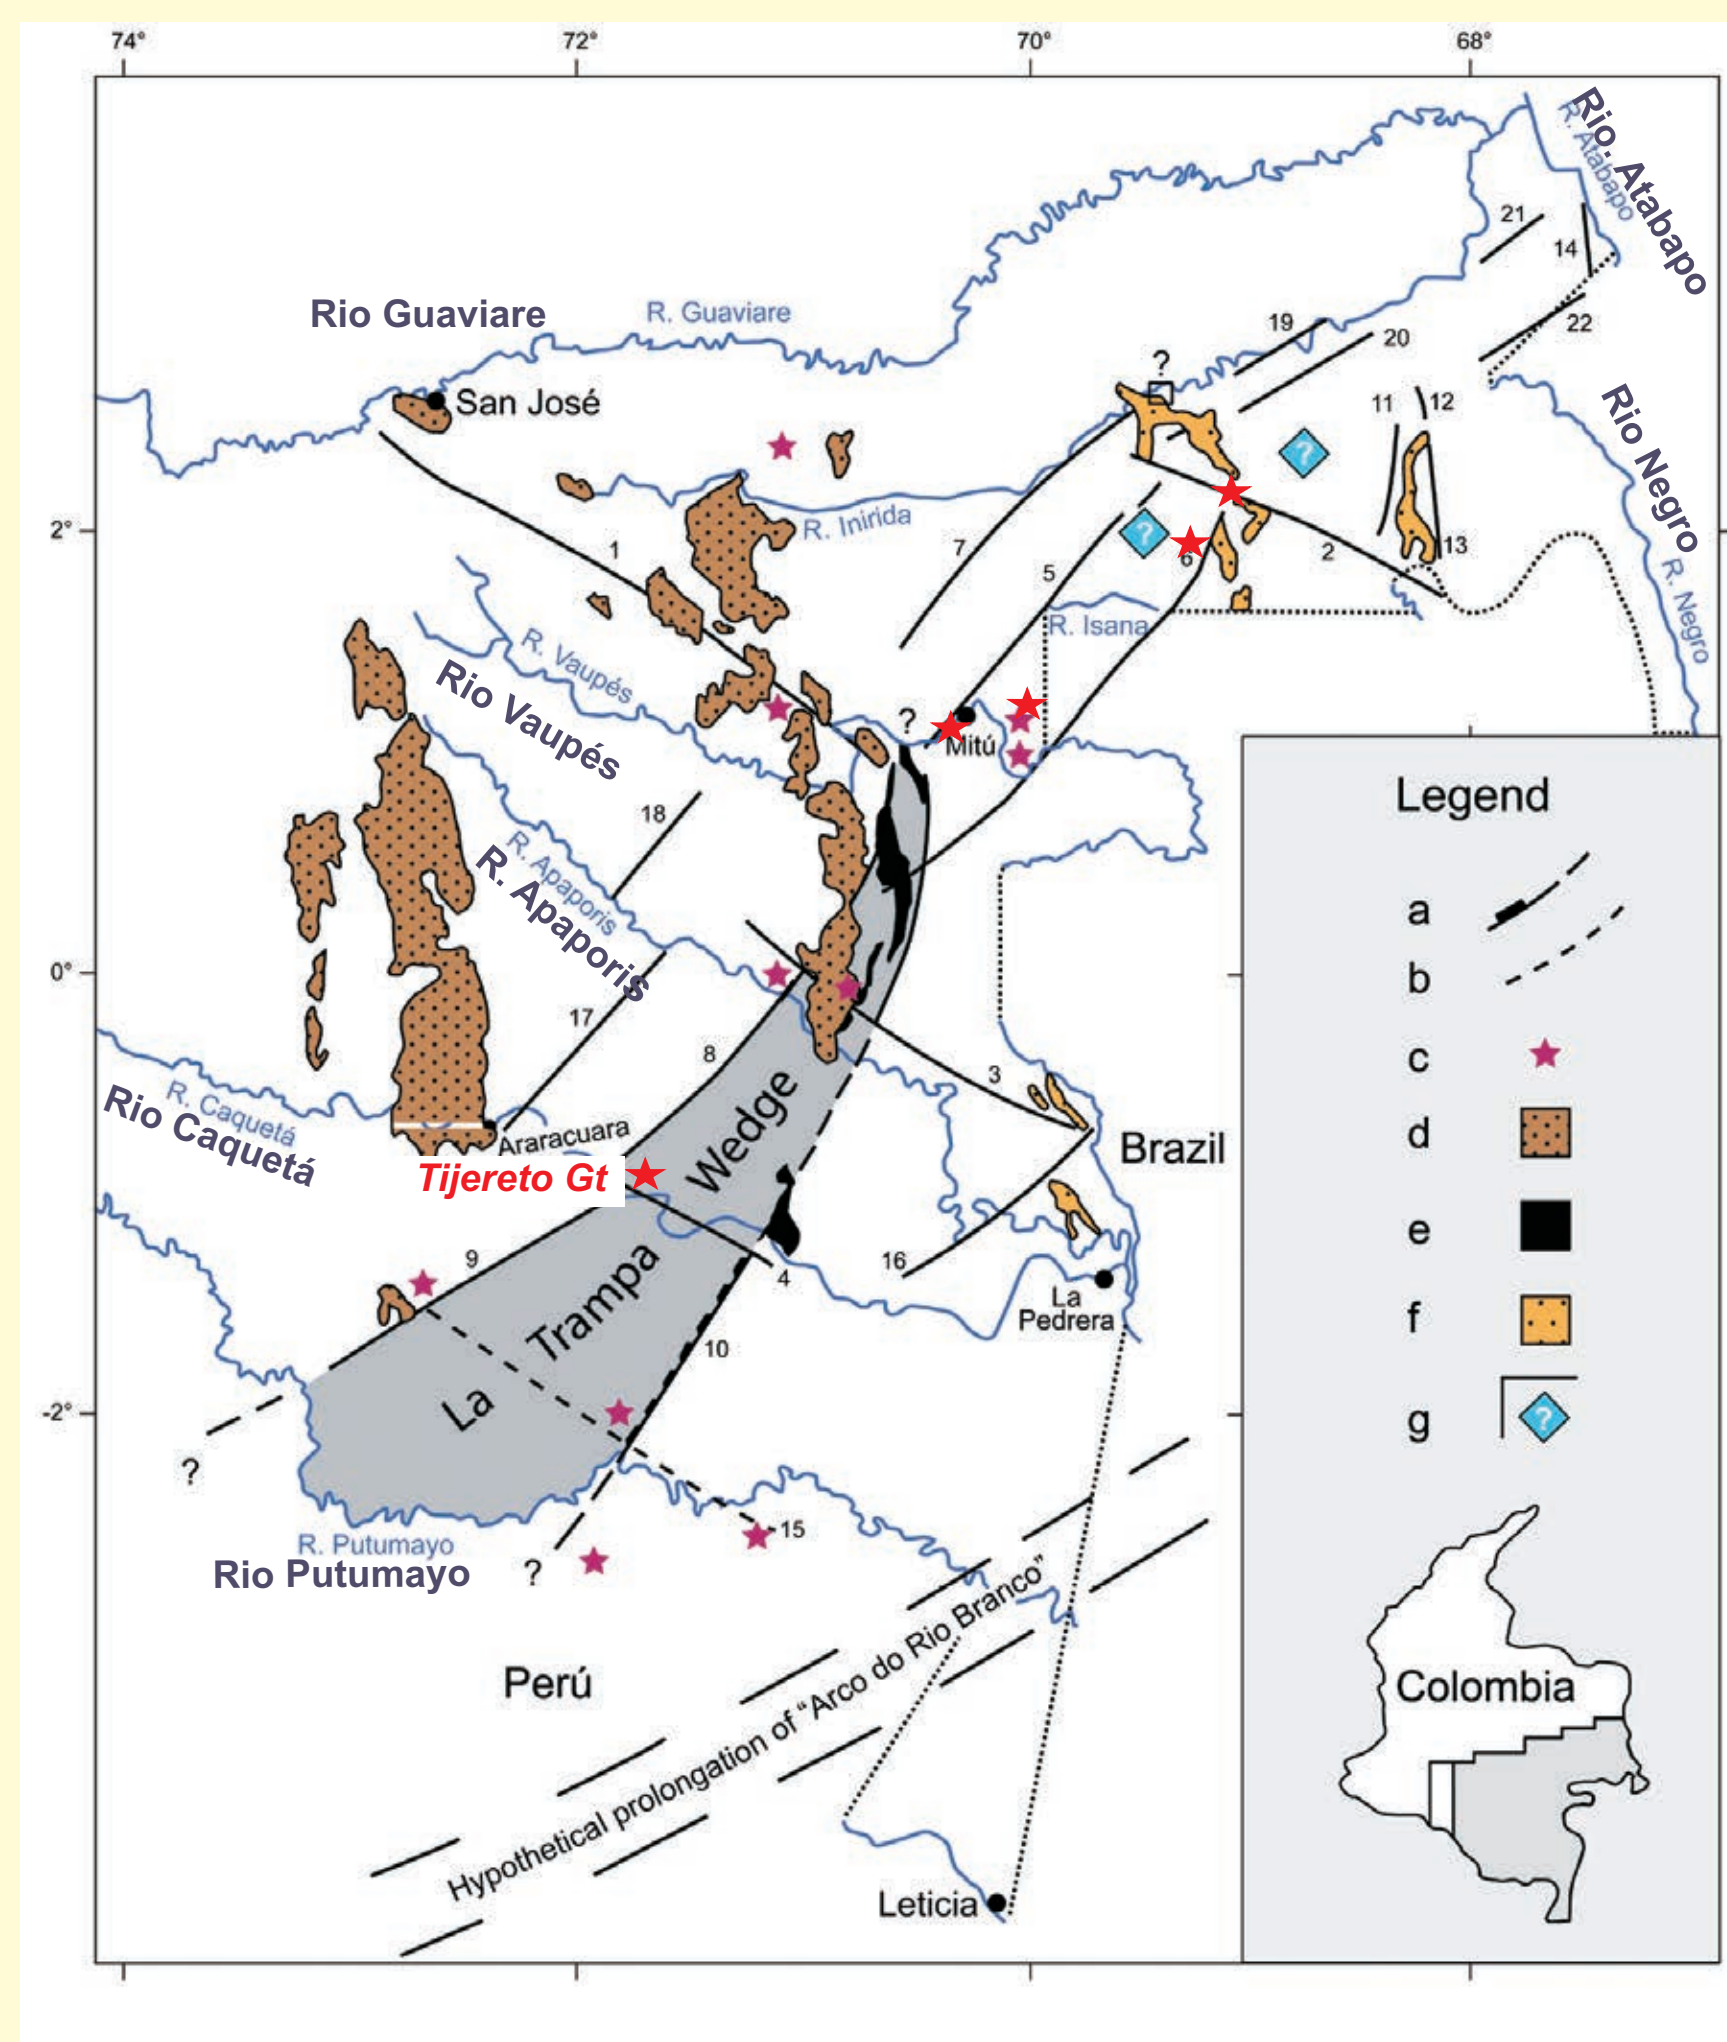 74° 72° 70° 68°
R. Atabapo
Rio. Atabapo
21
14
22
Rio Guaviare
R. Guaviare
19
20
?
San José
11
12
?
Rio Negro
2°
R. Inirida
1
7
5
?
6
2
13
R. Isana
R. Negro
R. Vaupés
Rio Vaupés
?
Mitú
18
R. Apaporis
R. Apaporis
0°
17
8
3
R. Caquetá
Rio Caquetá
Araracuara
Wedge
Brazil
Tijereto Gt
9
Trampa
4
16
La
Pedrera
10
La
-2°
?
R. Putumayo
Rio Putumayo
?
15
Perú
Hypothetical prolongation of “Arco do Rio Branco”
Leticia
Legend
a
b
c
d
e
f
g
?
Colombia